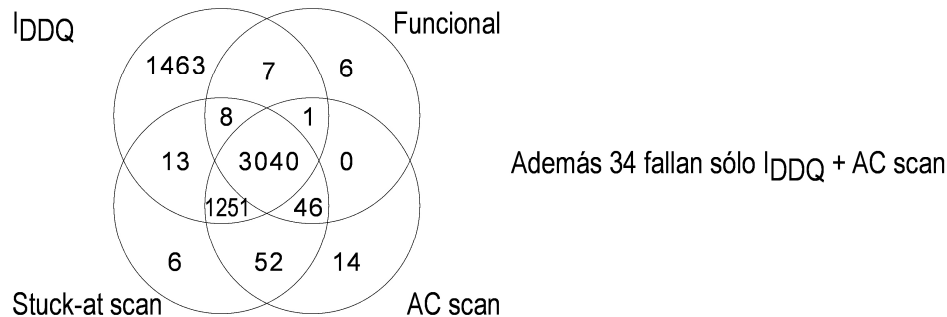 IDDQ Funcional
1463 7 6
8 1
13 3040 0
Además 34 fallan sólo IDDQ + AC scan
1251 46
6 52 14
Stuck-at scan AC scan